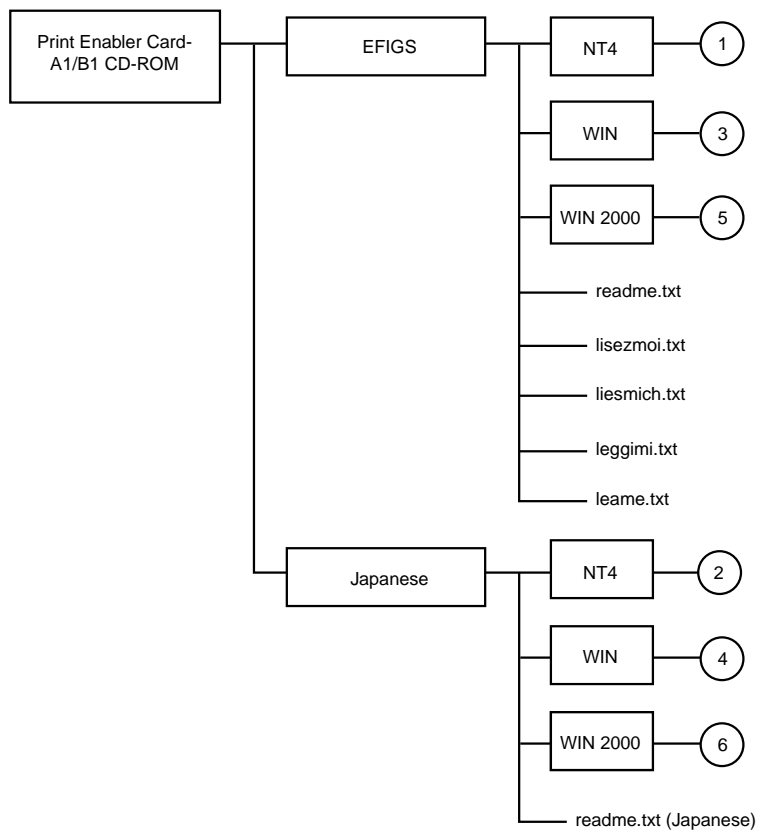 Print Enabler Card-
A1/B1 CD-ROM
EFIGS
NT4
1
WIN
3
WIN 2000
5
readme.txt
lisezmoi.txt
liesmich.txt
leggimi.txt
leame.txt
Japanese
NT4
2
WIN
4
WIN 2000
6
readme.txt (Japanese)